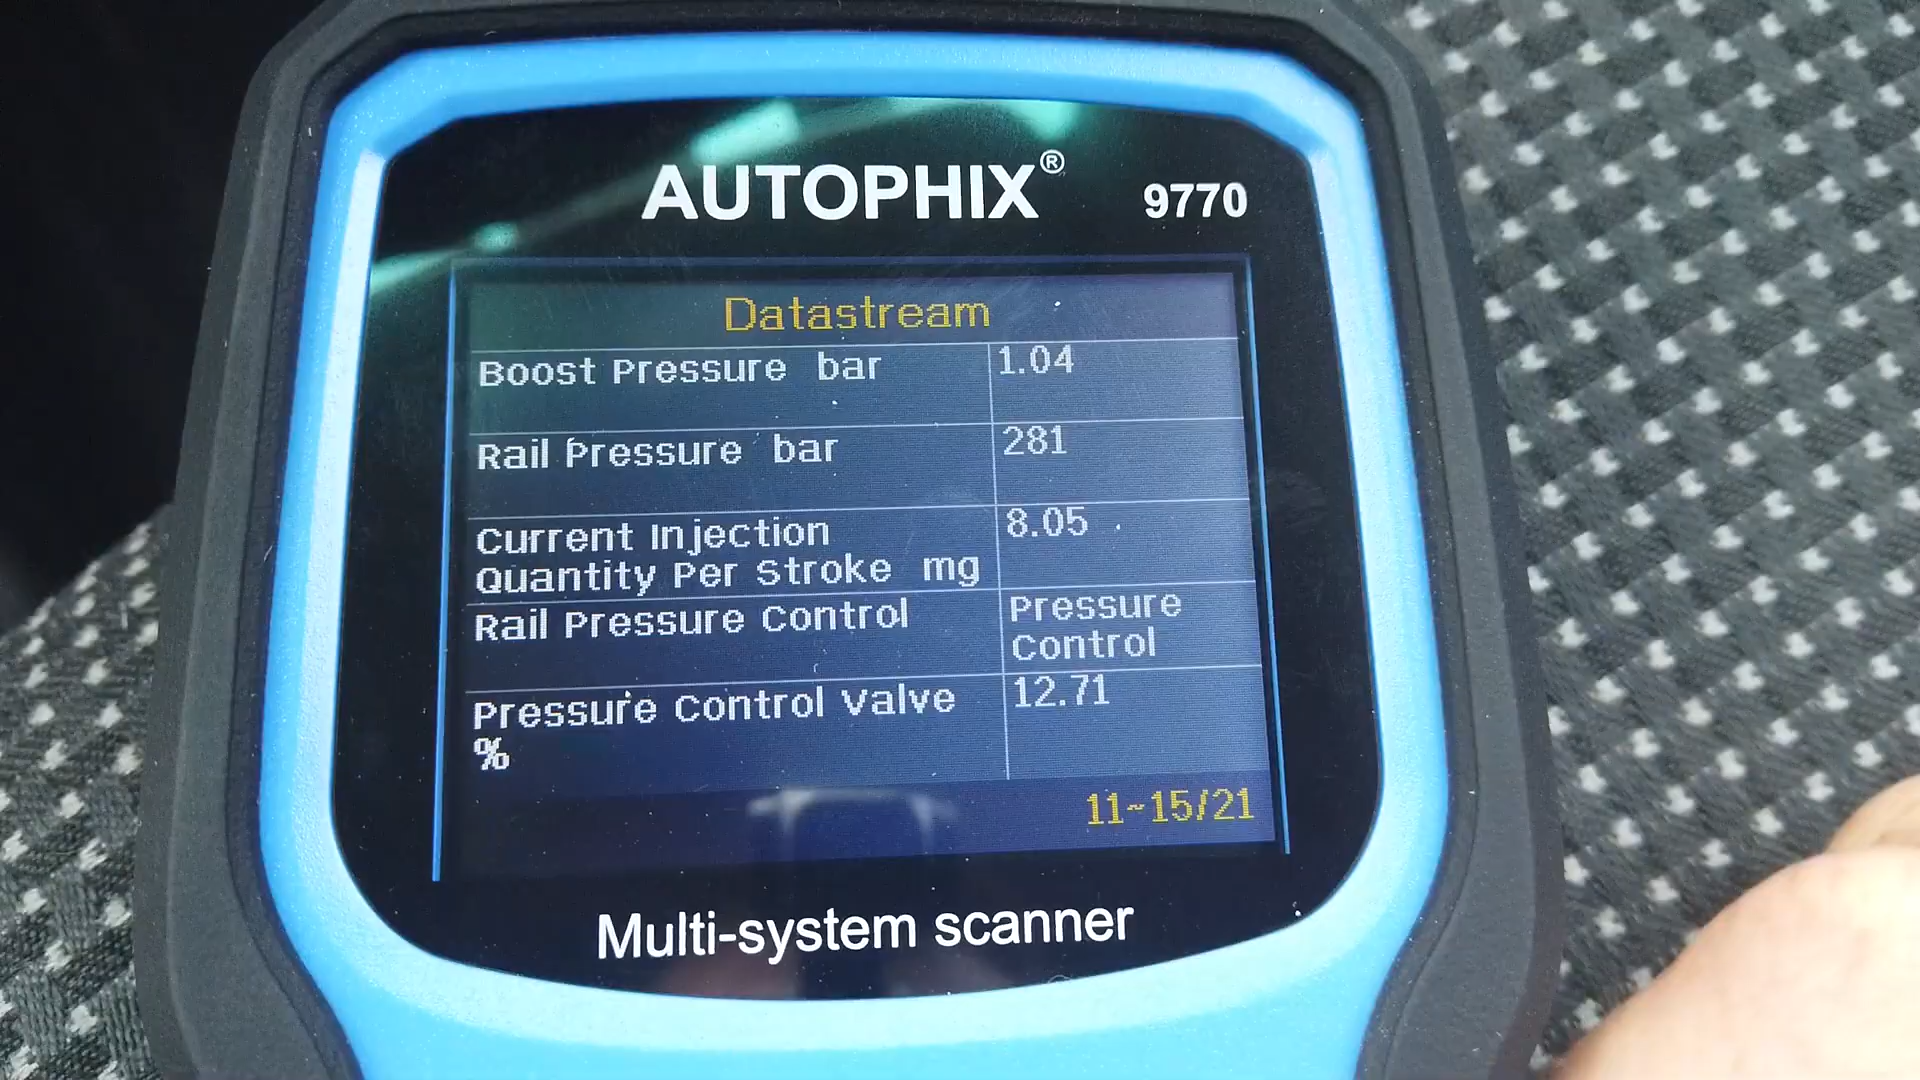 AUTOPHIX® 9770
Datastream
Boost Pressure bar 1.04
Rail Pressure bar 281
Current Injection 8.05
Quantity Per Stroke mg
Rail Pressure Control Pressure
Control
Pressure Control Valve 12.71
%
11~15/21
Multi-system scanner